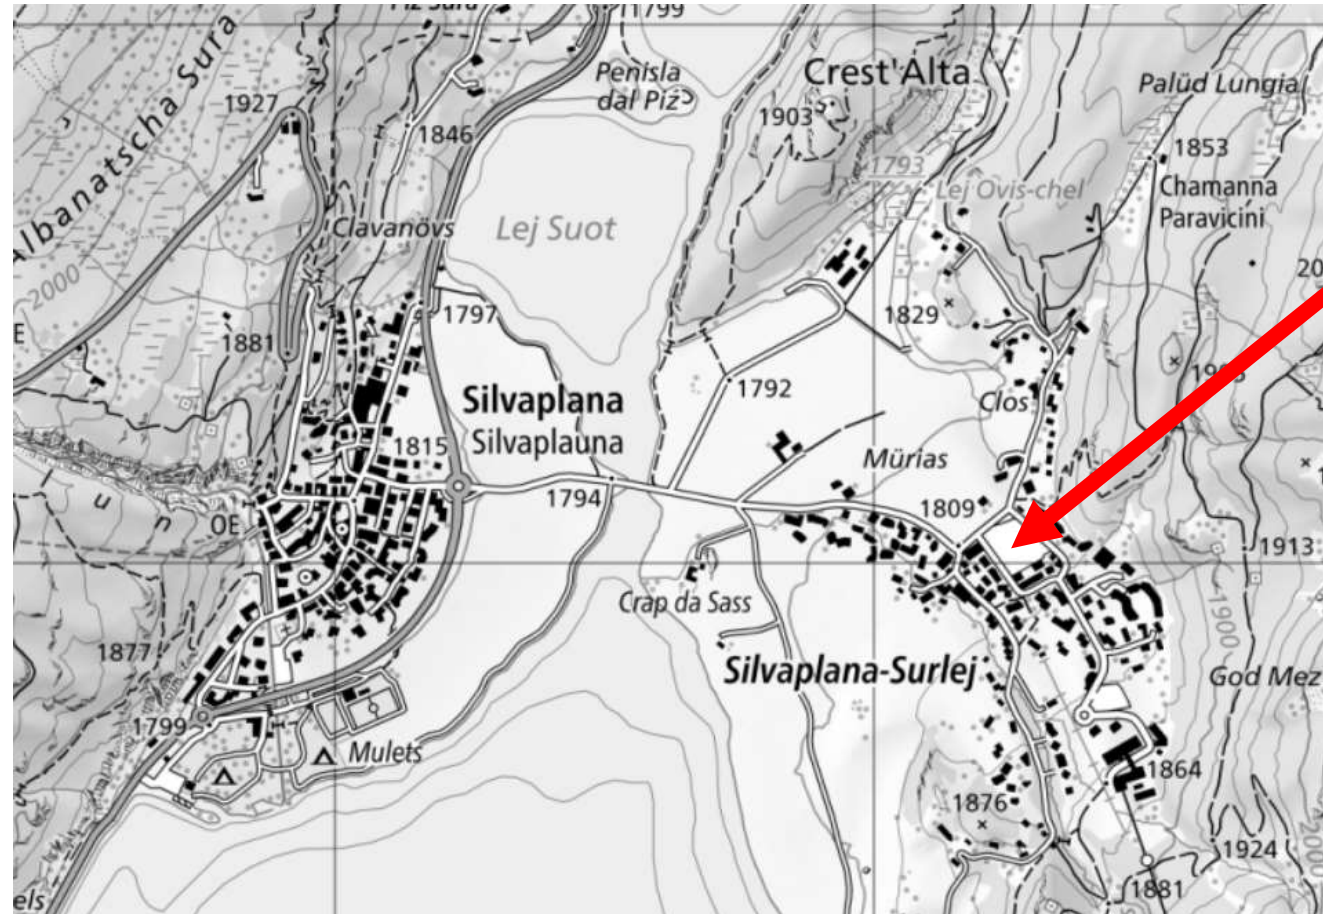 Piz Sura
1799
Albanatscha Sura
1927
1846
Penisla
dal Piz
Crest'Alta
1903
Palüd Lungia
1793
1853
Chamanna
Paravicini
Lej Ovis-chel
Clavanövs
Lej Suot
2000
1797
1829
1881
1792
Clos
Silvaplana
Silvaplauna
1815
Mürias
1794
1809
OE
un
1913
Crap da Sass
1900
1877
Silvaplana-Surlej
God Mez
1799
Mulets
1864
1876
1924
2000
1881
els